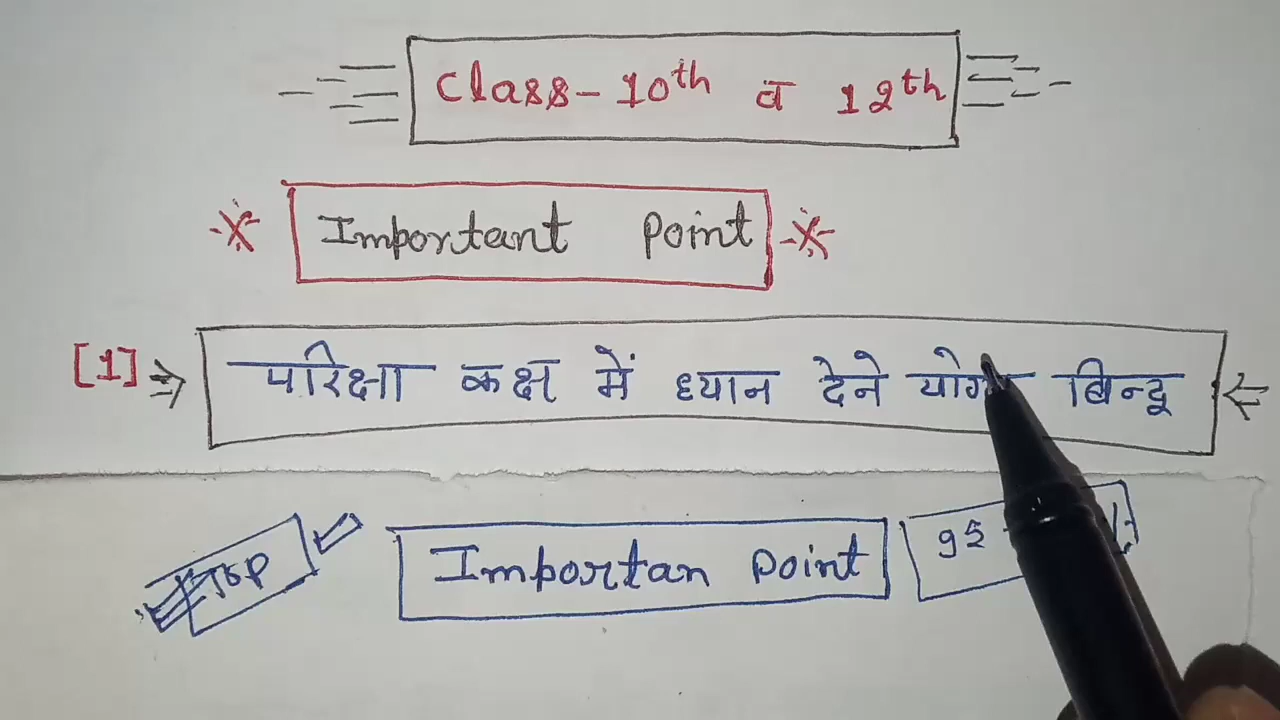 Class-10th व 12th
Important Point
[1] परिक्षा कक्ष में ध्यान देने बिन्दू
TOP Importan Point 95